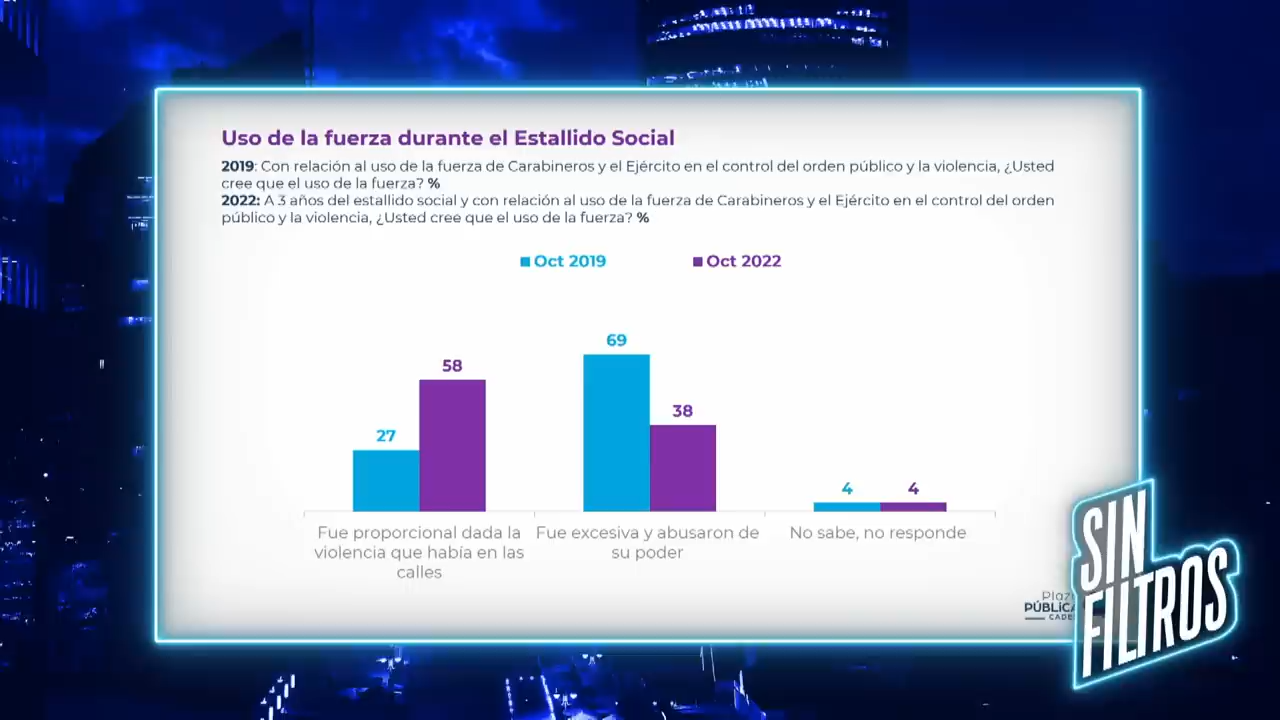 Uso de la fuerza durante el Estallido Social
2019: Con relación al uso de la fuerza de Carabineros y el Ejército en el control del orden público y la violencia, ¿Usted
cree que el uso de la fuerza? %
2022: A 3 años del estallido social y con relación al uso de la fuerza de Carabineros y el Ejército en el control del orden
público y la violencia, ¿Usted cree que el uso de la fuerza? %
Oct 2019 Oct 2022
27 58 69 38 4 4
Fue proporcional dada la
violencia que había en las
calles
Fue excesiva y abusaron de
su poder
No sabe, no responde
SIN
FILTROS